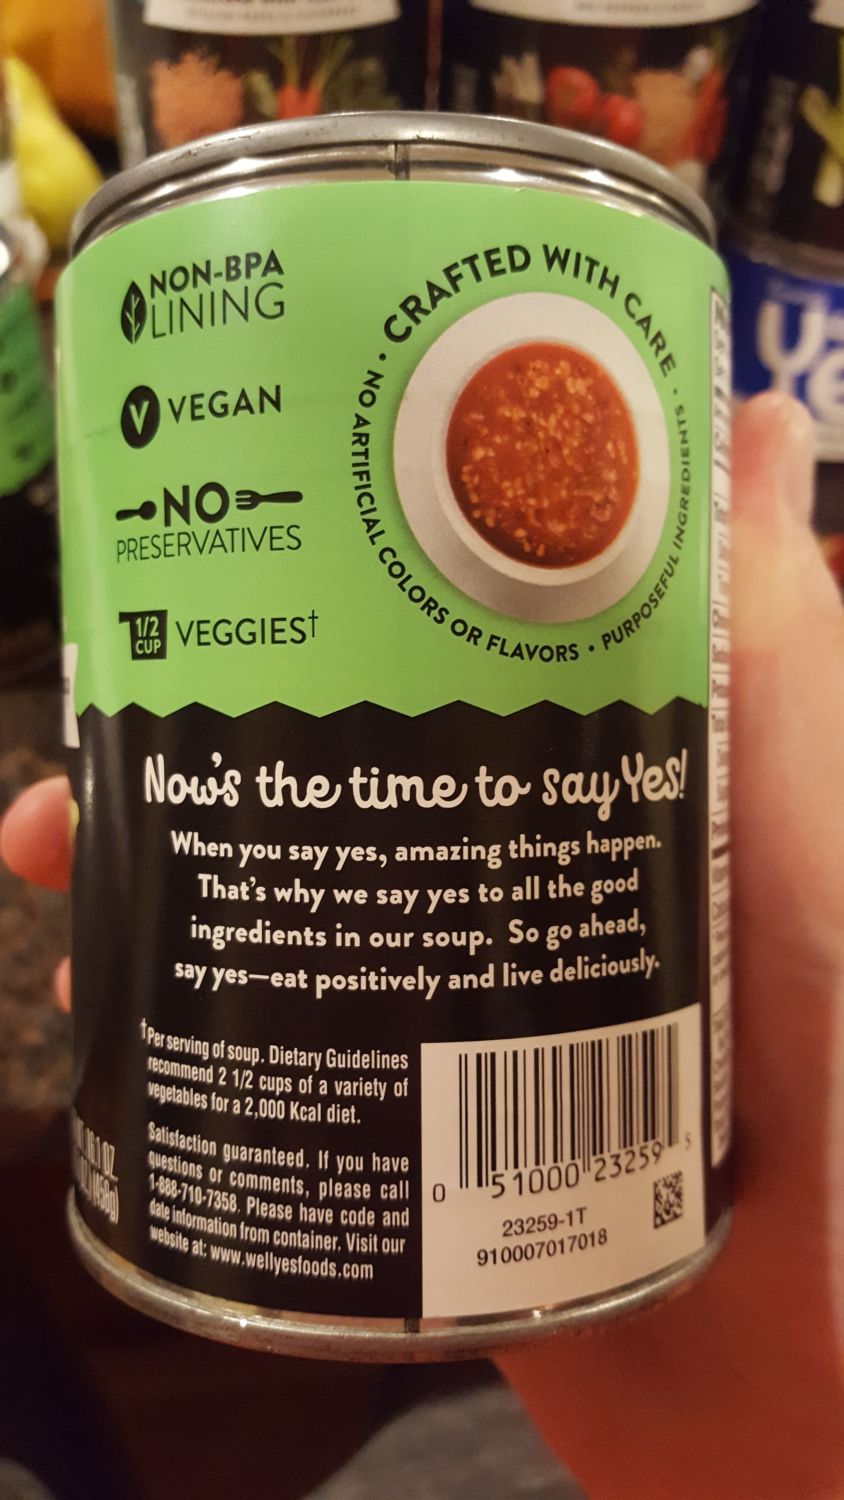 NON-BPA
LINING
V VEGAN
NO
PRESERVATIVES
1/2
CUP
VEGGIES†
CRAFTED WITH CARE • PURPOSEFUL INGREDIENTS • NO ARTIFICIAL COLORS OR FLAVORS •
Now's the time to say Yes!
When you say yes, amazing things happen.
That's why we say yes to all the good
ingredients in our soup. So go ahead,
say yes—eat positively and live deliciously.
†Per serving of soup. Dietary Guidelines
recommend 2 1/2 cups of a variety of
vegetables for a 2,000 Kcal diet.
Satisfaction guaranteed. If you have
questions or comments, please call
1-888-710-7358. Please have code and
date information from container. Visit our
website at: www.wellyesfoods.com
0 51000 23259 5
23259-1T
910007017018
16.1 OZ.
(456g)
Ye